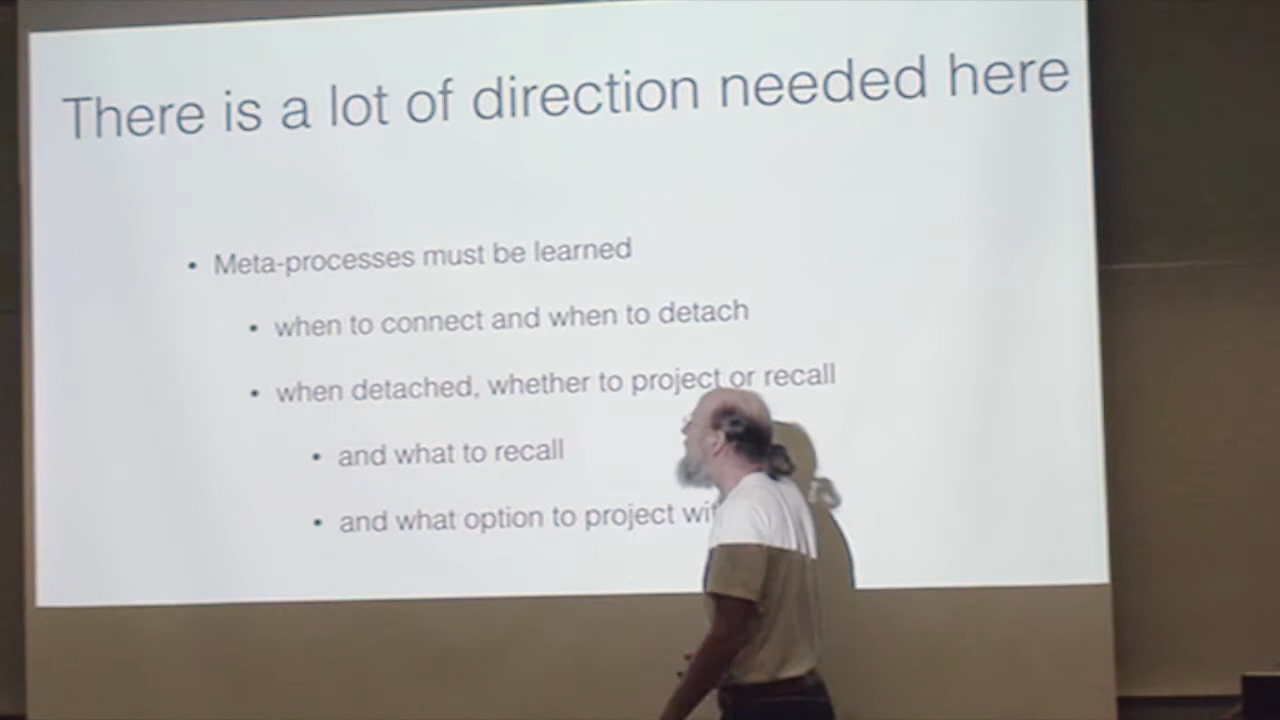 There is a lot of direction needed here
• Meta-processes must be learned
• when to connect and when to detach
• when detached, whether to project or recall
• and what to recall
• and what option to project